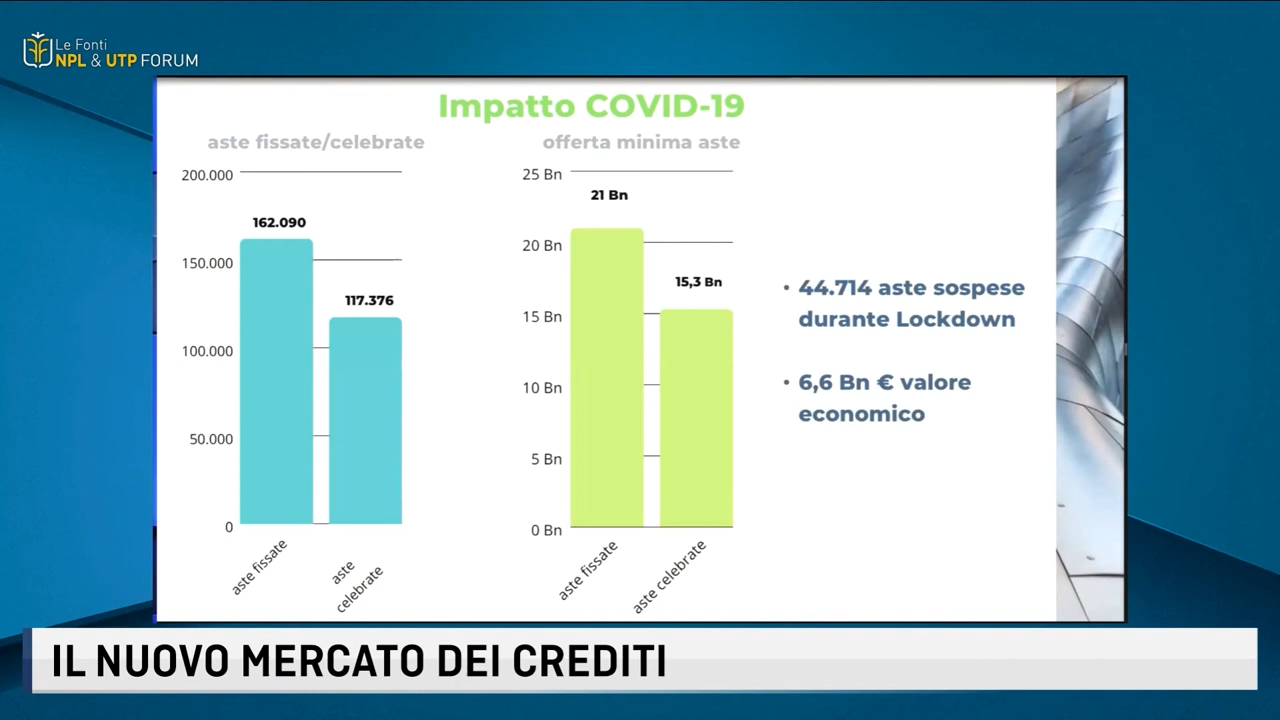 Le Fonti
NPL & UTP FORUM
Impatto COVID-19
aste fissate/celebrate
200.000
150.000
100.000
50.000
0
162.090
117.376
aste fissate
aste
celebrate
offerta minima aste
25 Bn
20 Bn
15 Bn
10 Bn
5 Bn
0 Bn
21 Bn
15,3 Bn
aste fissate
aste celebrate
• 44.714 aste sospese
durante Lockdown
• 6,6 Bn € valore
economico
IL NUOVO MERCATO DEI CREDITI